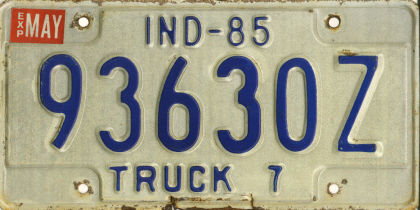 EXP MAY
IND-85
93630Z
TRUCK 7